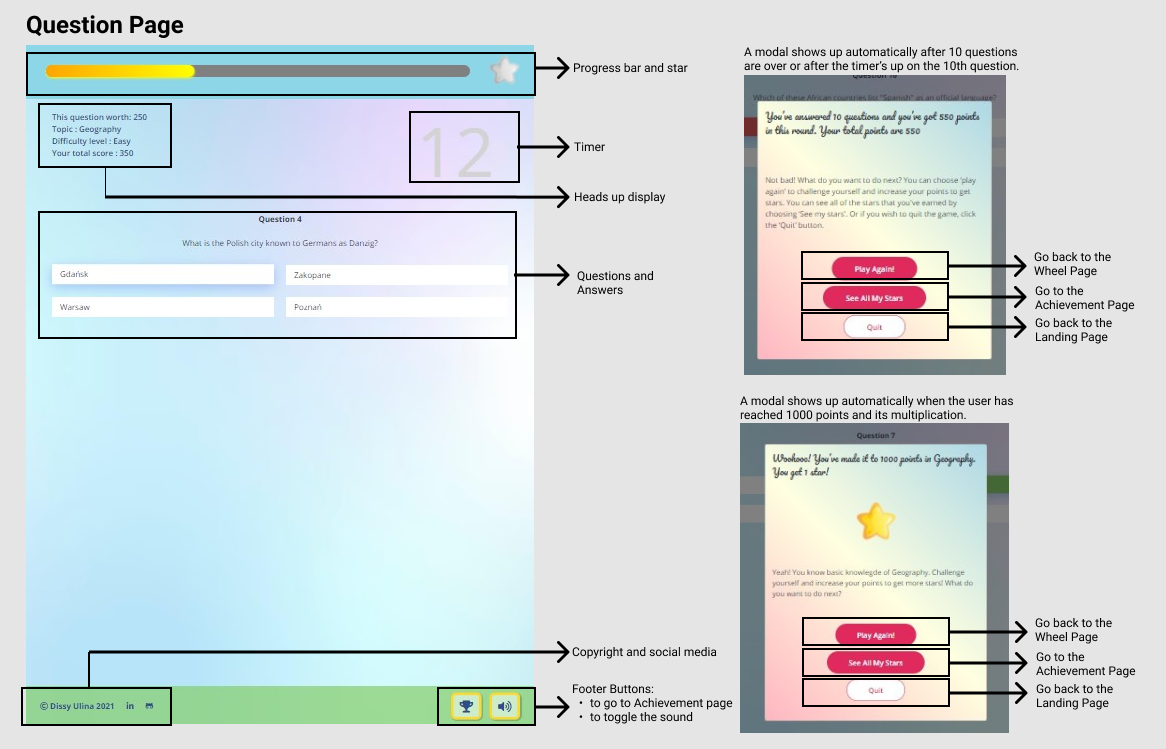 Question Page
Progress bar and star
This question worth: 250
Topic : Geography
Difficulty level : Easy
Your total score : 350
12
Timer
Heads up display
Question 4
What is the Polish city known to Germans as Danzig?
Gdańsk
Zakopane
Warsaw
Poznań
Questions and
Answers
Copyright and social media
© Dissy Ulina 2021
in
Footer Buttons:
• to go to Achievement page
• to toggle the sound
A modal shows up automatically after 10 questions
are over or after the timer's up on the 10th question.
Question 10
Which of these African countries list "Spanish" as an official language?
You've answered 10 questions and you've got 550 points
in this round. Your total points are 550
Not bad! What do you want to do next? You can choose 'play
again' to challenge yourself and increase your points to get
stars. You can see all of the stars that you've earned by
choosing 'See my stars'. Or if you wish to quit the game, click
the 'Quit' button.
Play Again!
See All My Stars
Quit
Go back to the
Wheel Page
Go to the
Achievement Page
Go back to the
Landing Page
A modal shows up automatically when the user has
reached 1000 points and its multiplication.
Question 7
Woohooo! You've made it to 1000 points in Geography.
You get 1 star!
Yeah! You know basic knowlegde of Geography. Challenge
yourself and increase your points to get more stars! What do
you want to do next?
Play Again!
See All My Stars
Quit
Go back to the
Wheel Page
Go to the
Achievement Page
Go back to the
Landing Page